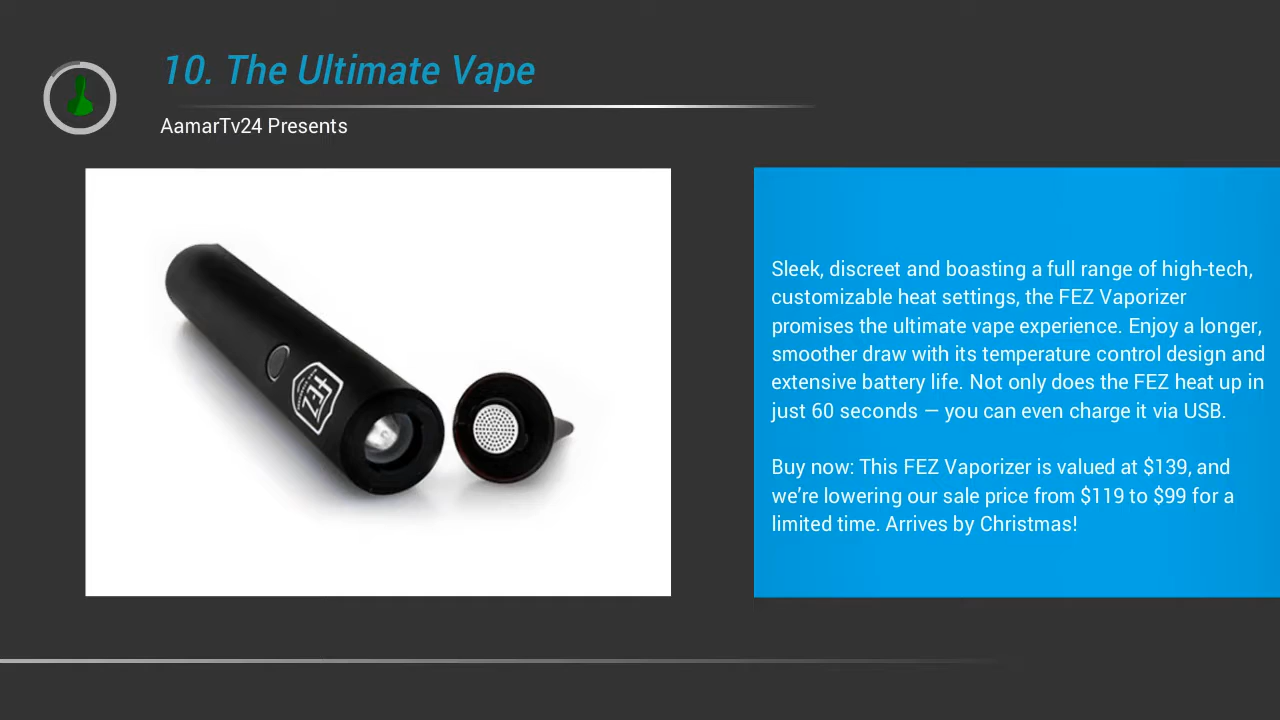 10. The Ultimate Vape
AamarTv24 Presents
FEZ
Sleek, discreet and boasting a full range of high-tech,
customizable heat settings, the FEZ Vaporizer
promises the ultimate vape experience. Enjoy a longer,
smoother draw with its temperature control design and
extensive battery life. Not only does the FEZ heat up in
just 60 seconds — you can even charge it via USB.
Buy now: This FEZ Vaporizer is valued at $139, and
we’re lowering our sale price from $119 to $99 for a
limited time. Arrives by Christmas!